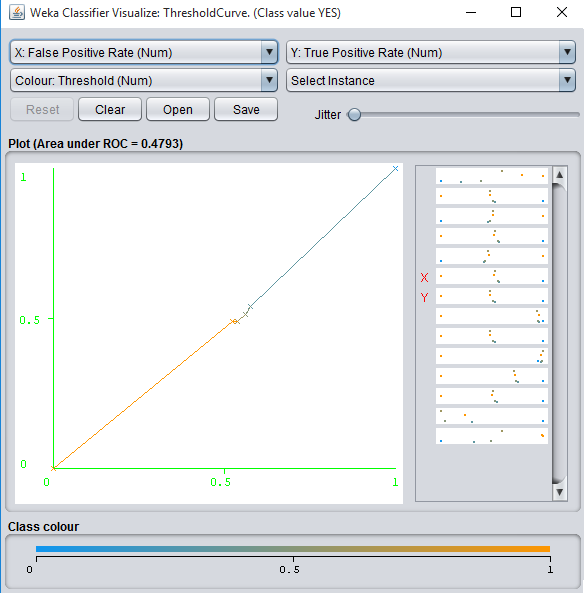 Weka Classifier Visualize: ThresholdCurve. (Class value YES)
X: False Positive Rate (Num)
Y: True Positive Rate (Num)
Colour: Threshold (Num)
Select Instance
Reset
Clear
Open
Save
Jitter
Plot (Area under ROC = 0.4793)
1
0.5
0
0
0.5
1
X
Y
Class colour
0
0.5
1